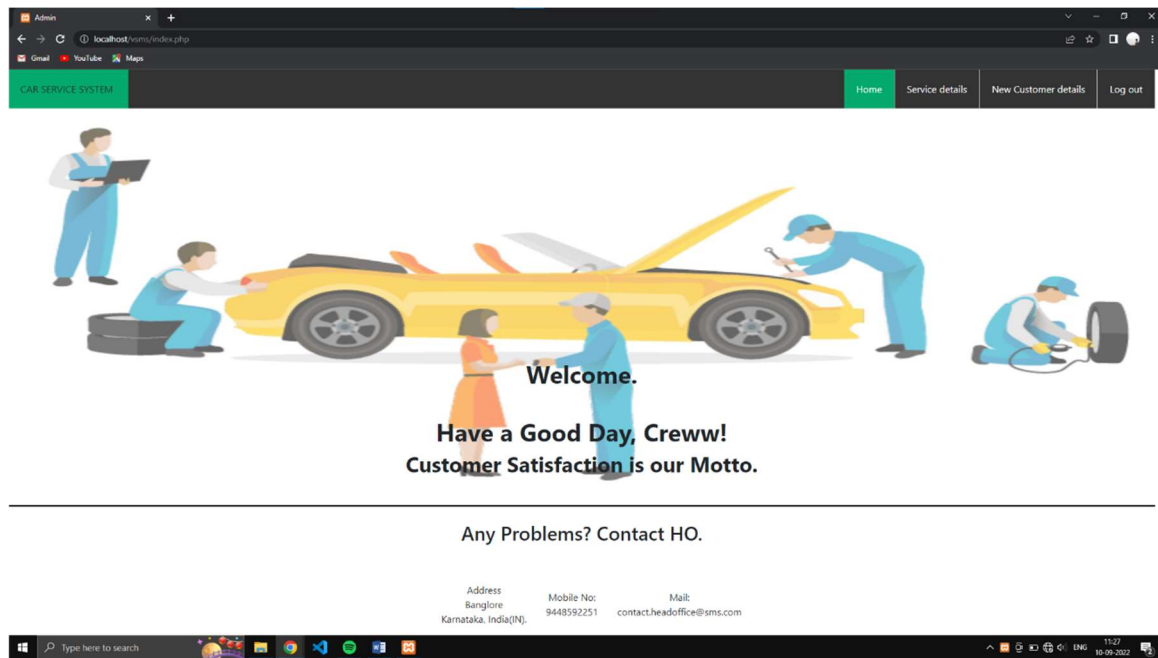 Admin
localhost/vsms/index.php
Gmail YouTube Maps
CAR SERVICE SYSTEM Home Service details New Customer details Log out
Welcome.
Have a Good Day, Creww!
Customer Satisfaction is our Motto.
Any Problems? Contact HO.
Address
Banglore
Karnataka, India(IN).
Mobile No:
9448592251
Mail:
contact.headoffice@sms.com
Type here to search
ENG
11:27
10-09-2022
2